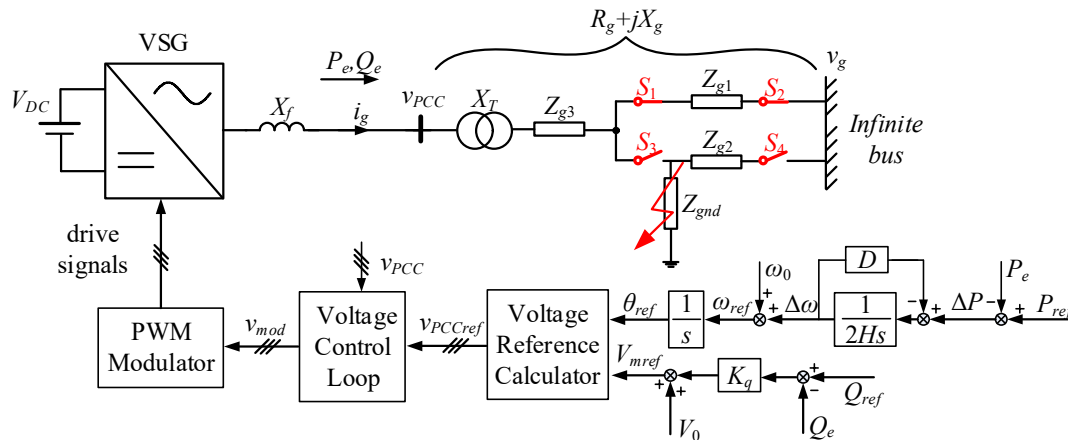 R_g+jX_g
VSG
P_e,Q_e
v_g
V_DC
X_f
i_g
v_PCC
X_T
Z_g3
S_1
Z_g1
S_2
S_3
Z_g2
S_4
Infinite
bus
Z_gnd
drive
signals
v_PCC
D
ω_0
P_e
θ_ref
1
s
ω_ref
Δω
1
2Hs
ΔP
P_ref
PWM
Modulator
v_mod
Voltage
Control
Loop
v_PCCref
Voltage
Reference
Calculator
V_mref
K_q
Q_ref
V_0
Q_e